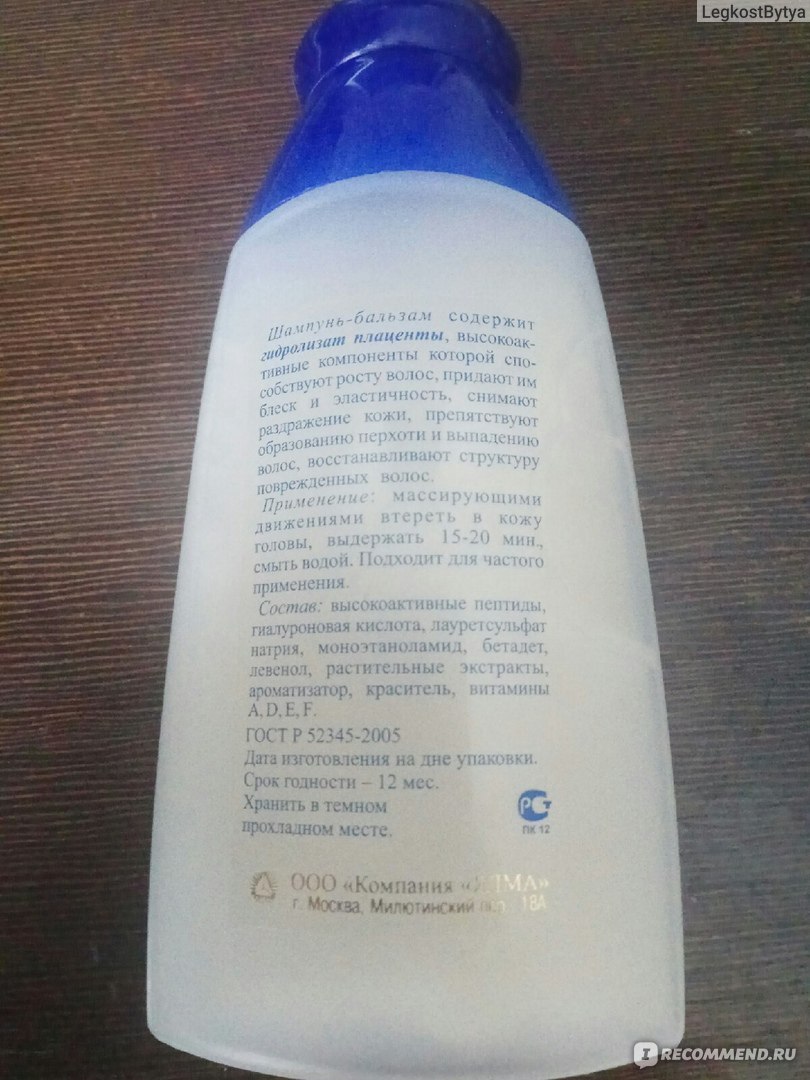 LegkostBytya
Шампунь-бальзам содержит
гидролизат плаценты, высокоак-
тивные компоненты которой спо-
собствуют росту волос, придают им
блеск и эластичность, снимают
раздражение кожи, препятствуют
образованию перхоти и выпадению
волос, восстанавливают структуру
поврежденных волос.
Применение: массирующими
движениями втереть в кожу
головы, выдержать 15-20 мин.,
смыть водой. Подходит для частого
применения.
Состав: высокоактивные пептиды,
гиалуроновая кислота, лауретсульфат
натрия, моноэтаноламид, бетадет,
левенол, растительные экстракты,
ароматизатор, краситель, витамины
A, D, E, F.
ГОСТ Р 52345-2005
Дата изготовления на дне упаковки.
Срок годности – 12 мес.
Хранить в темном
прохладном месте.
РСТ
ПК 12
ООО «Компания
г. Москва, Милютинский 18А
I RECOMMEND.RU